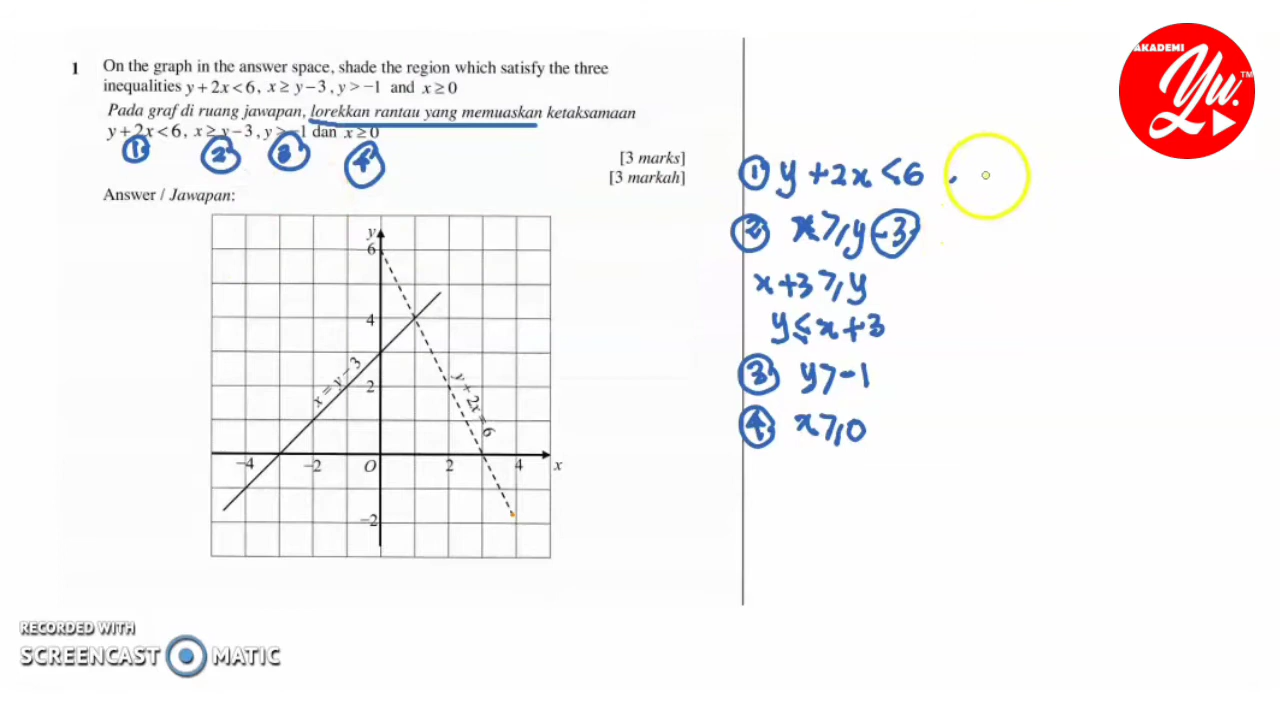 AKADEMI
Yu.
TM
1 On the graph in the answer space, shade the region which satisfy the three
inequalities y + 2x < 6, x ≥ y − 3, y > −1 and x ≥ 0
Pada graf di ruang jawapan, lorekkan rantau yang memuaskan ketaksamaan
y + 2x < 6, x ≥ y − 3, y > −1 dan x ≥ 0
1 2 3 4
[3 marks]
[3 markah]
Answer / Jawapan:
y
6
4
2
x = y − 3
y + 2x = 6
−4 −2 O 2 4 x
−2
① y + 2x < 6
② x ≥ y − 3
x + 3 ≥ y
y ≤ x + 3
③ y > −1
④ x ≥ 0
RECORDED WITH
SCREENCAST MATIC